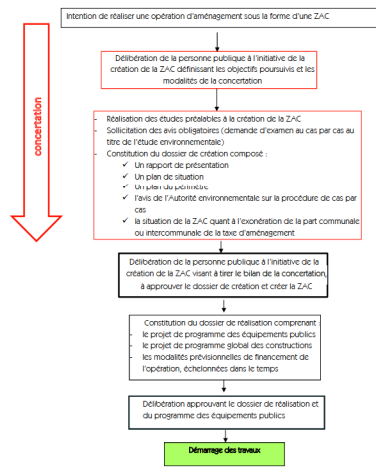 Intention de réaliser une opération d'aménagement sous la forme d'une ZAC
concertation
Délibération de la personne publique à l'initiative de la
création de la ZAC définissant les objectifs poursuivis et les
modalités de la concertation
- Réalisation des études préalables à la création de la ZAC
- Sollicitation des avis obligatoires (demande d'examen au cas par cas au
titre de l'étude environnementale)
- Constitution du dossier de création composé :
✓ Un rapport de présentation
✓ Un plan de situation
✓ Un plan du périmètre
✓ l'avis de l'Autorité environnementale sur la procédure de cas par
cas
✓ la situation de la ZAC quant à l'exonération de la part communale
ou intercommunale de la taxe d'aménagement
Délibération de la personne publique à l'initiative de la
création de la ZAC visant à tirer le bilan de la concertation,
à approuver le dossier de création et créer la ZAC
Constitution du dossier de réalisation comprenant :
- le projet de programme des équipements publics
- le projet de programme global des constructions
- les modalités prévisionnelles de financement de
l'opération, échelonnées dans le temps
Délibération approuvant le dossier de réalisation et
du programme des équipements publics
Démarrage des travaux